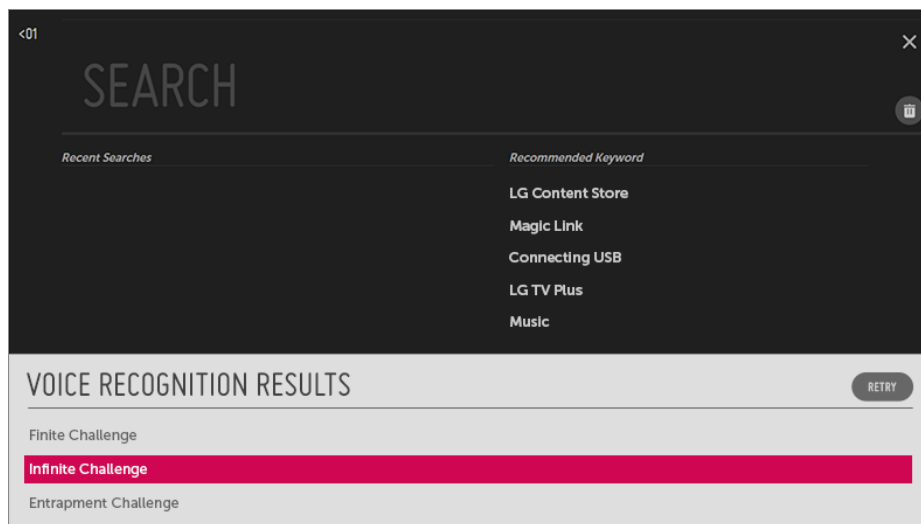 <01
SEARCH
Recent Searches
Recommended Keyword
LG Content Store
Magic Link
Connecting USB
LG TV Plus
Music
VOICE RECOGNITION RESULTS
RETRY
Finite Challenge
Infinite Challenge
Entrapment Challenge